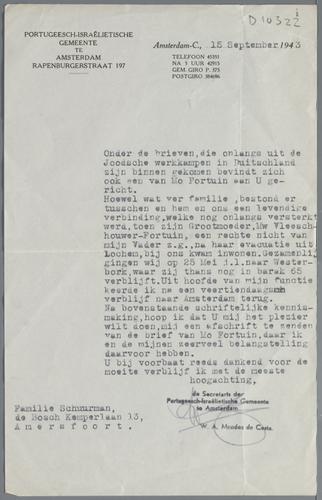 D 10322
PORTUGEESCH-ISRAËLIETISCHE
GEMEENTE
TE
AMSTERDAM
RAPENBURGERSTRAAT 197
Amsterdam-C., 15 September 1943
TELEFOON 45351
NA 5 UUR 42915
GEM. GIRO P. 375
POSTGIRO 384686
Onder de brieven, die onlangs uit de
Joodsche werkkampen in Duitschland
zijn binnen gekomen bevindt zich
ook een van Mo Fortuin aan U ge-
richt.
Hoewel wat ver familie, bestond er
tusschen en hem en ons een levendige
verbinding, welke nog onlangs versterkt
werd, toen zijn Grootmoeder, Mw Vleesch-
houwer-Fortuin, een rechte nicht van
mijn Vader z.g., na haar evacuatie uit
Lochem, bij ons kwam inwonen. Gezamenlijk
gingen wij op 25 Mei j.l. naar Wester-
bork, waar zij thans nog in barak 65
verblijft. Uit hoofde van mijn functie
keerde ik na een veertiendaagsch
verblijf naar Amsterdam terug.
Na bovenstaande schriftelijke kennis-
making, hoop ik dat U mij het plezier
wilt doen, mij een afschrift te zenden
van de brief van Mo Fortuin, daar ik
en de mijnen zeerveel belangstelling
daarvoor hebben.
U bij voorbaat reeds dankend voor de
moeite verblijf ik met de meeste
hoogachting,
de Secretaris der
Portugeesch-Israëlietische Gemeente
te Amsterdam
W. A. Mendes da Costa.
Familie Schuurman,
de Bosch Kemperlaan 13,
Amersfoort.